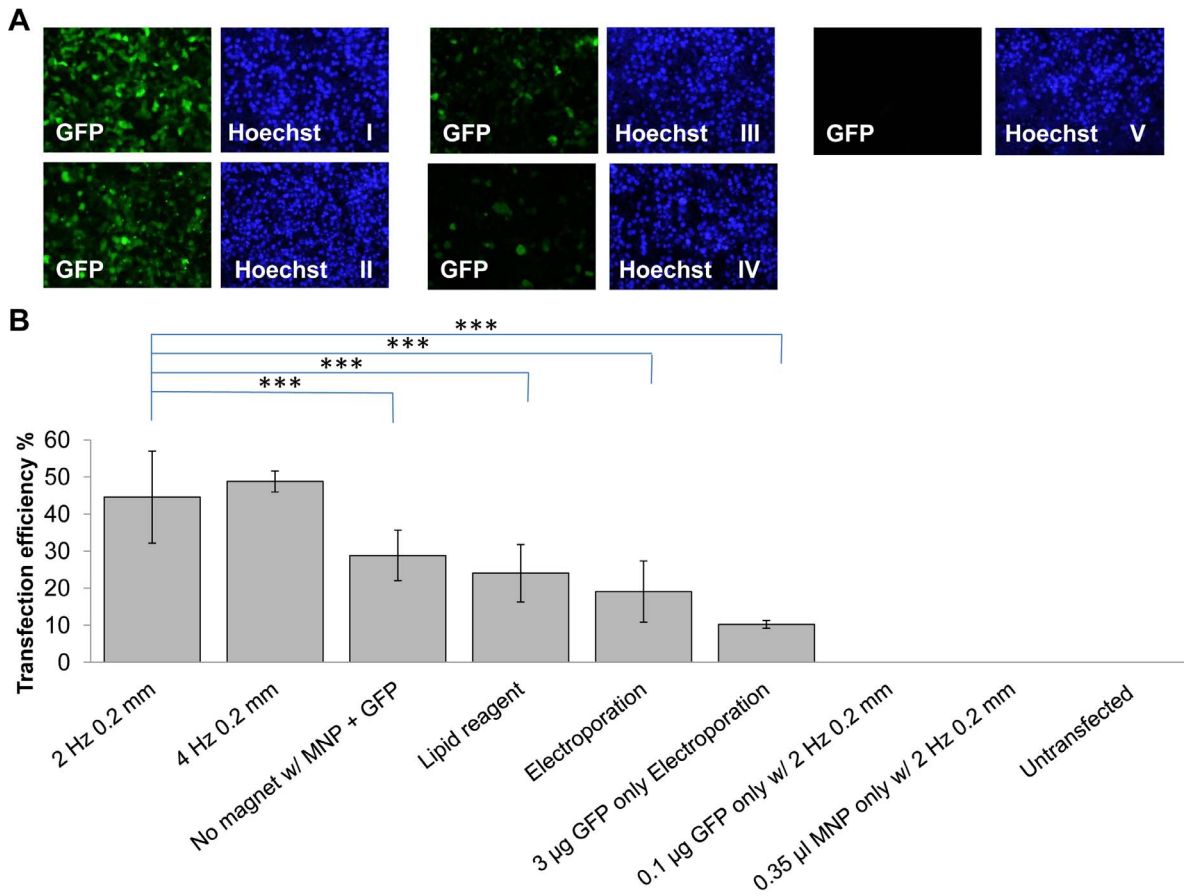 A
GFP
Hoechst I
GFP
Hoechst III
GFP
Hoechst V
GFP
Hoechst II
GFP
Hoechst IV
B
***
***
***
***
Transfection efficiency %
60
50
40
30
20
10
0
2 Hz 0.2 mm
4 Hz 0.2 mm
No magnet w/ MNP + GFP
Lipid reagent
Electroporation
3 µg GFP only Electroporation
0.1 µg GFP only w/ 2 Hz 0.2 mm
0.35 µl MNP only w/ 2 Hz 0.2 mm
Untransfected